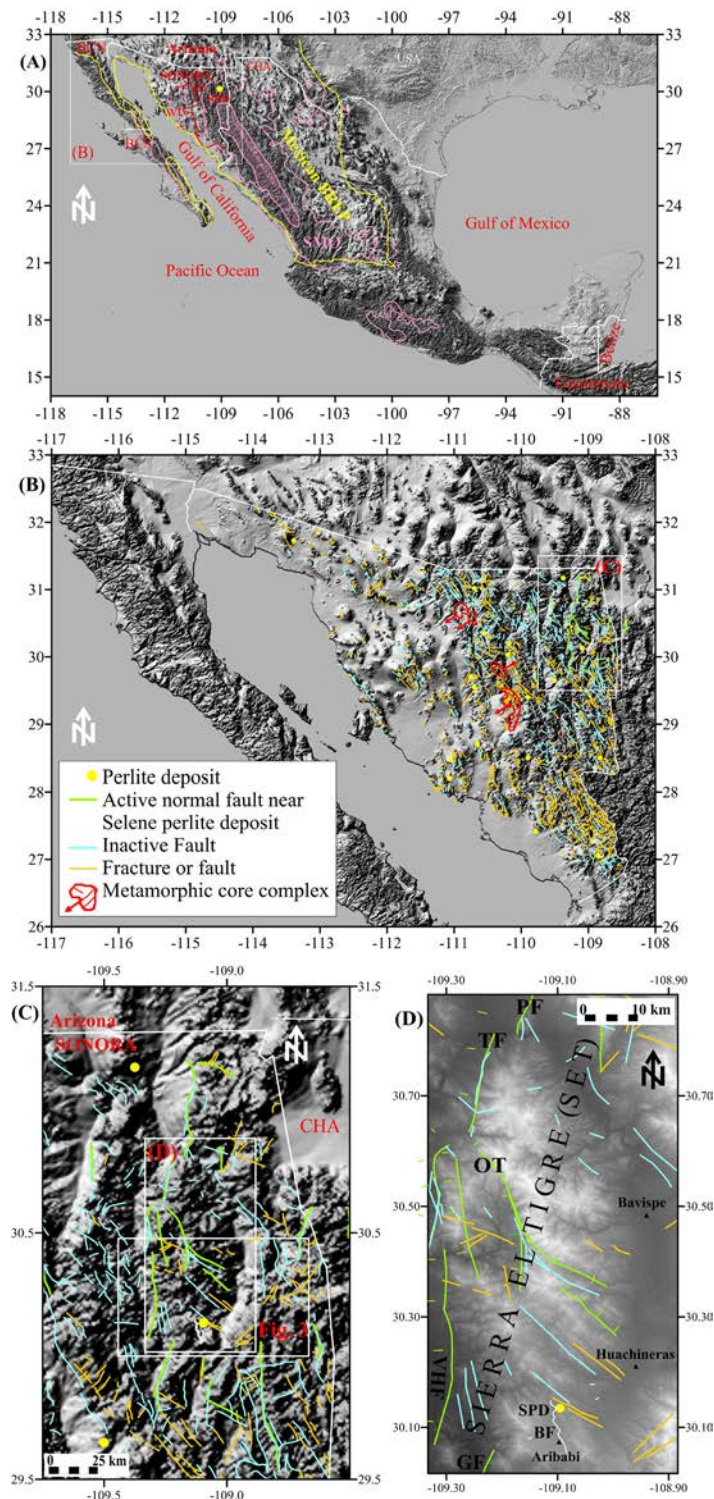 -118 -115 -112 -109 -106 -103 -100 -97 -94 -91 -88
33 33
(A)
BCN
Arizona
CHA
USA
SONORA
30 30
27 27
(B)
BCS
Gulf of California
Mexican BREP
24 24
Gulf of Mexico
SMO
21 21
Pacific Ocean
18 18
Belize
15 15
Guatemala
-118 -115 -112 -109 -106 -103 -100 -97 -94 -91 -88
-117 -116 -115 -114 -113 -112 -111 -110 -109 -108
33 33
(B)
32 32
31 31
(C)
30 30
29 29
28 28
27 27
26 26
Perlite deposit
Active normal fault near
Selene perlite deposit
Inactive Fault
Fracture or fault
Metamorphic core complex
-117 -116 -115 -114 -113 -112 -111 -110 -109 -108
-109.5 -109.0
31.5 31.5
(C)
Arizona
SONORA
N
CHA
(D)
30.5 30.5
Fig. 3
0 25 km
29.5 29.5
-109.5 -109.0
-109.30 -109.10 -108.90
(D)
PF
0 10 km
TF
N
30.70 30.70
OT
SIERRA EL TIGRE (SET)
Bavispe
30.50 30.50
30.30 30.30
VHF
Huachineras
SPD
30.10 30.10
BF
Aribabi
GF
-109.30 -109.10 -108.90